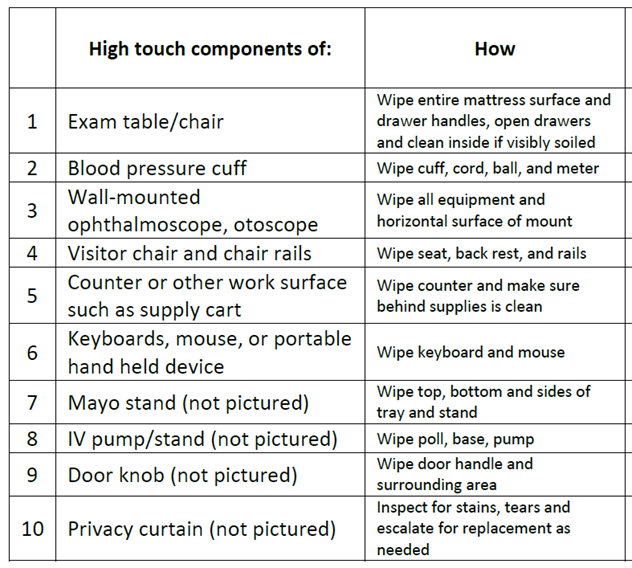 High touch components of:
How
1
Exam table/chair
Wipe entire mattress surface and
drawer handles, open drawers
and clean inside if visibly soiled
2
Blood pressure cuff
Wipe cuff, cord, ball, and meter
3
Wall-mounted
ophthalmoscope, otoscope
Wipe all equipment and
horizontal surface of mount
4
Visitor chair and chair rails
Wipe seat, back rest, and rails
5
Counter or other work surface
such as supply cart
Wipe counter and make sure
behind supplies is clean
6
Keyboards, mouse, or portable
hand held device
Wipe keyboard and mouse
7
Mayo stand (not pictured)
Wipe top, bottom and sides of
tray and stand
8
IV pump/stand (not pictured)
Wipe poll, base, pump
9
Door knob (not pictured)
Wipe door handle and
surrounding area
10
Privacy curtain (not pictured)
Inspect for stains, tears and
escalate for replacement as
needed